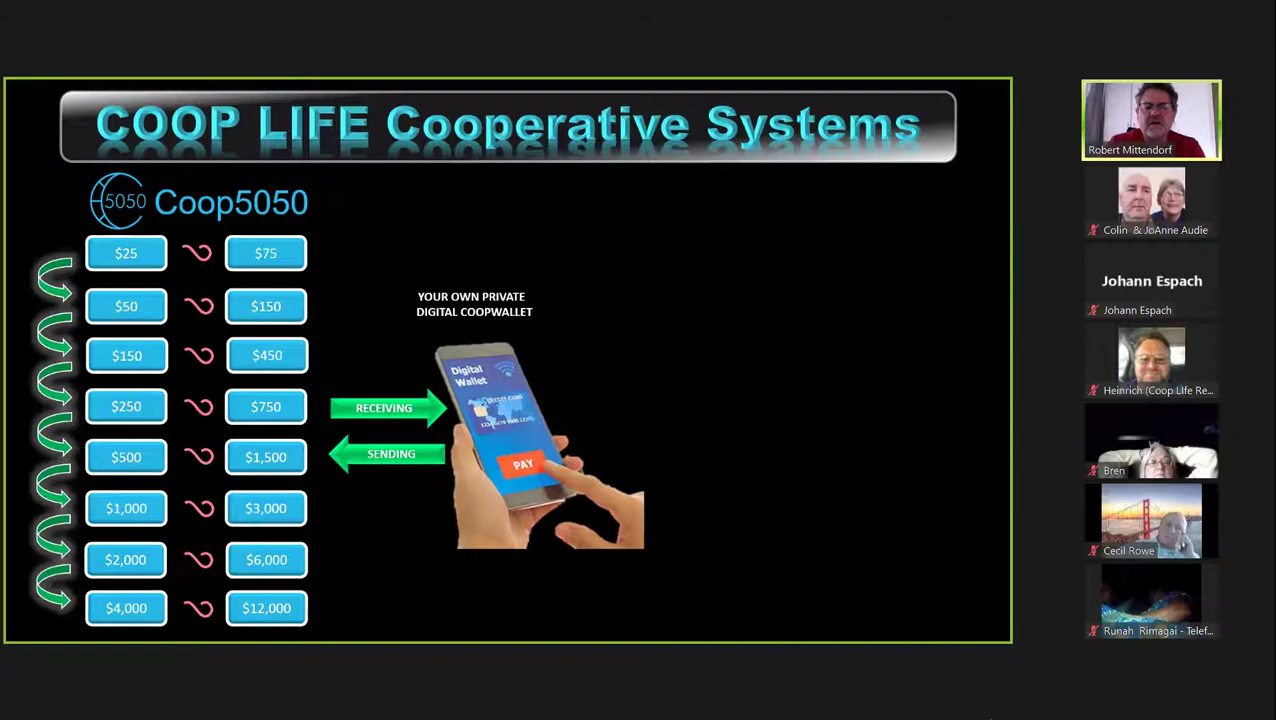 COOP LIFE Cooperative Systems
5050 Coop5050
$25 $75
$50 $150
$150 $450
$250 $750
$500 $1,500
$1,000 $3,000
$2,000 $6,000
$4,000 $12,000
YOUR OWN PRIVATE
DIGITAL COOPWALLET
RECEIVING
SENDING
Digital
Wallet
CREDIT CARD
PAY
Robert Mittendorf
Colin & JoAnne Audie
Johann Espach
Johann Espach
Heinrich (Coop LIfe Re...
Bren
Cecil Rowe
Runah Rimagai - Telef...